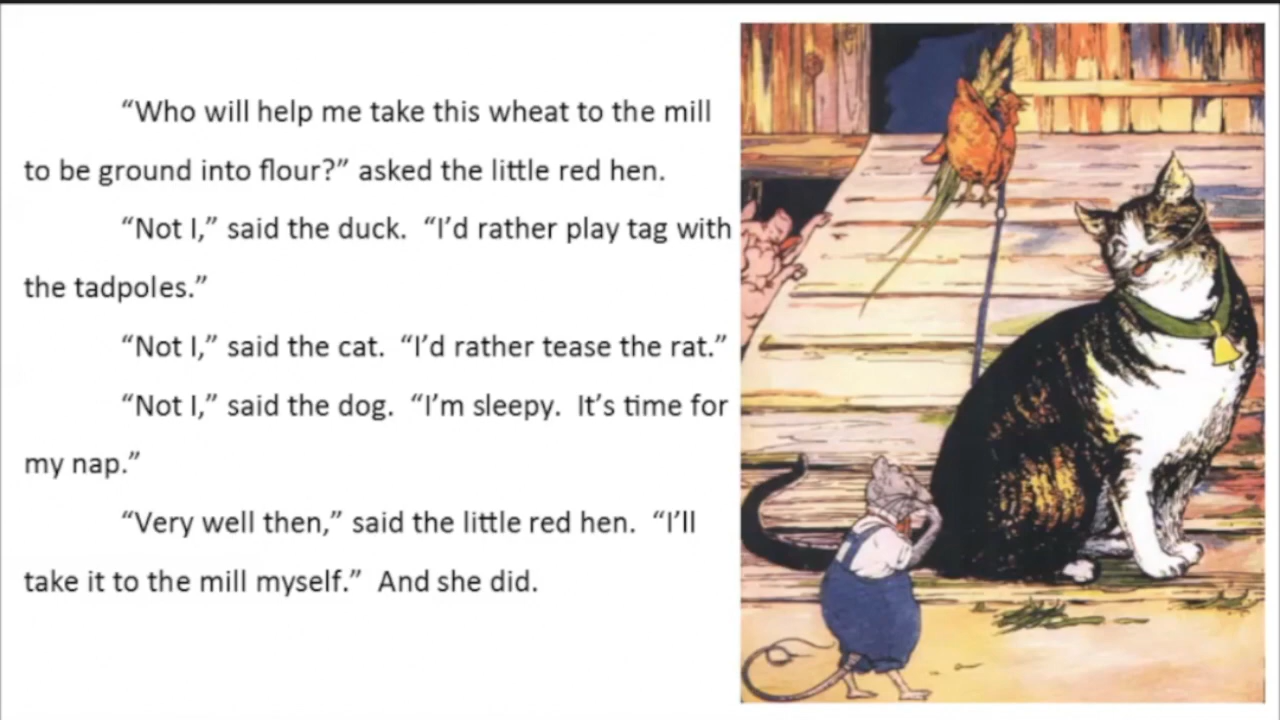 “Who will help me take this wheat to the mill
to be ground into flour?” asked the little red hen.
“Not I,” said the duck.  “I’d rather play tag with
the tadpoles.”
“Not I,” said the cat.  “I’d rather tease the rat.”
“Not I,” said the dog.  “I’m sleepy.  It’s time for
my nap.”
“Very well then,” said the little red hen.  “I’ll
take it to the mill myself.”  And she did.